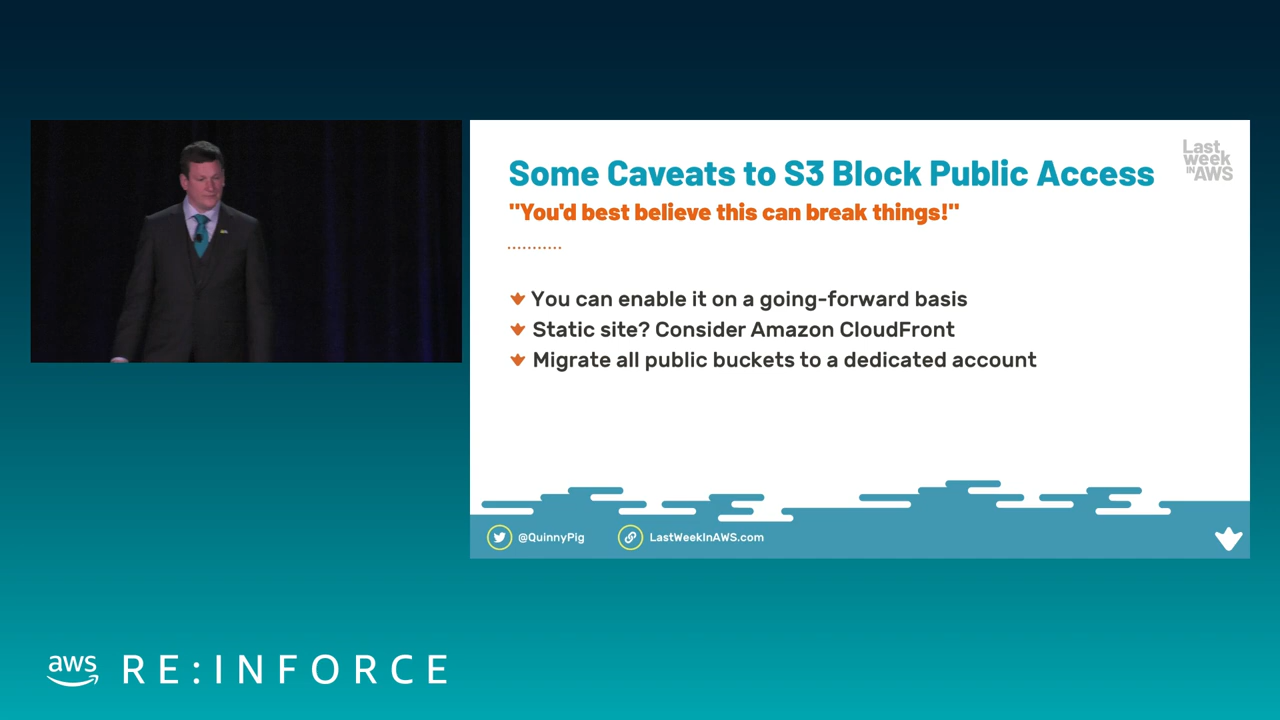 Last
week
IN
AWS
Some Caveats to S3 Block Public Access
"You'd best believe this can break things!"
You can enable it on a going-forward basis
Static site? Consider Amazon CloudFront
Migrate all public buckets to a dedicated account
@QuinnyPig
LastWeekInAWS.com
aws
RE:INFORCE